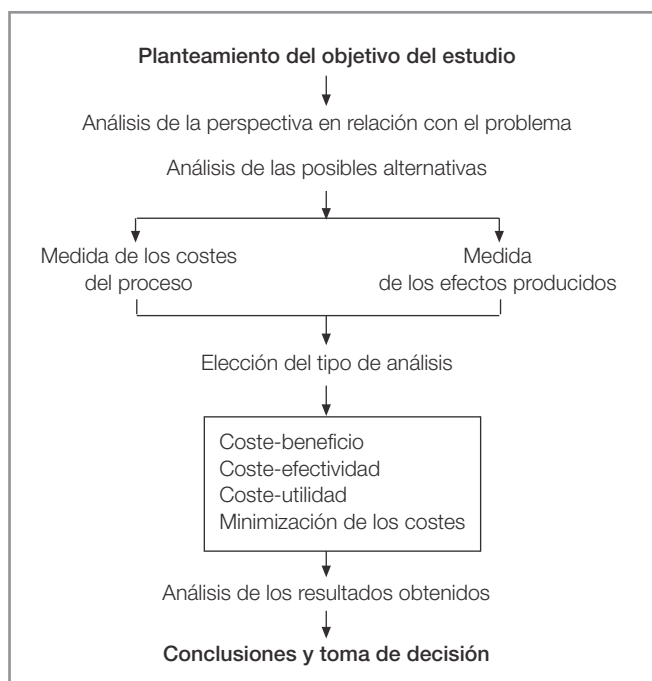 Planteamiento del objetivo del estudio
Análisis de la perspectiva en relación con el problema
Análisis de las posibles alternativas
Medida de los costes
del proceso
Medida
de los efectos producidos
Elección del tipo de análisis
Coste-beneficio
Coste-efectividad
Coste-utilidad
Minimización de los costes
Análisis de los resultados obtenidos
Conclusiones y toma de decisión